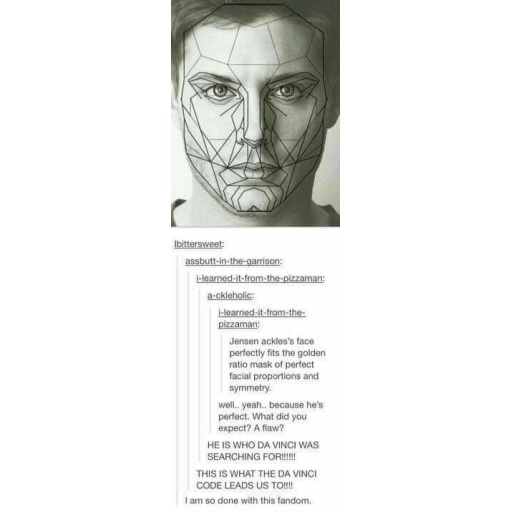 lbittersweet:
assbutt-in-the-garrison:
i-learned-it-from-the-pizzaman:
a-ckleholic:
i-learned-it-from-the-
pizzaman:
Jensen ackles's face
perfectly fits the golden
ratio mask of perfect
facial proportions and
symmetry.
well.. yeah.. because he's
perfect. What did you
expect? A flaw?
HE IS WHO DA VINCI WAS
SEARCHING FOR!!!!!!
THIS IS WHAT THE DA VINCI
CODE LEADS US TO!!!!
I am so done with this fandom.